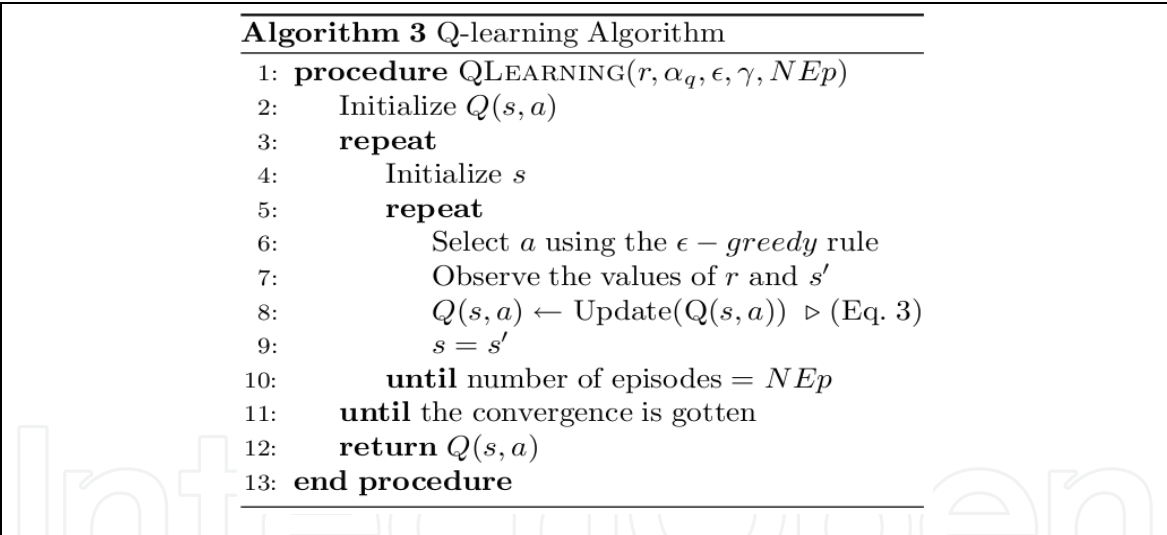 Algorithm 3 Q-learning Algorithm
1: procedure QLEARNING(r, α_q, ϵ, γ, NEp)
2: Initialize Q(s, a)
3: repeat
4: Initialize s
5: repeat
6: Select a using the ϵ − greedy rule
7: Observe the values of r and s′
8: Q(s, a) ← Update(Q(s, a)) ▷ (Eq. 3)
9: s = s′
10: until number of episodes = NEp
11: until the convergence is gotten
12: return Q(s, a)
13: end procedure